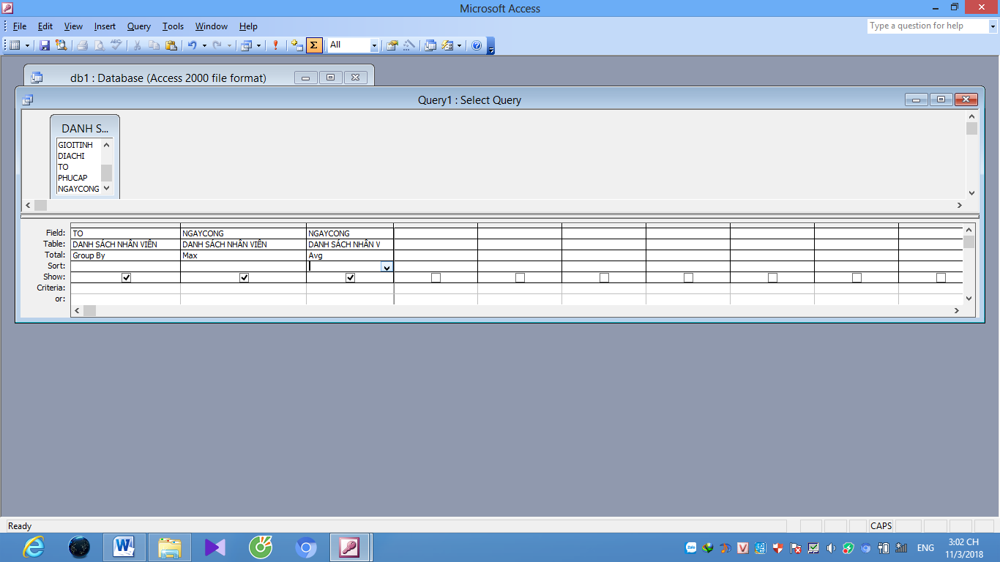 Microsoft Access
File Edit View Insert Query Tools Window Help
Type a question for help
All
db1 : Database (Access 2000 file format)
Query1 : Select Query
DANH S...
GIOITINH
DIACHI
TO
PHUCAP
NGAYCONG
Field: TO NGAYCONG NGAYCONG
Table: DANH SÁCH NHÂN VIÊN DANH SÁCH NHÂN VIÊN DANH SÁCH NHÂN V
Total: Group By Max Avg
Sort:
Show:
Criteria:
or:
Ready
CAPS
Zalo
ENG
3:02 CH
11/3/2018